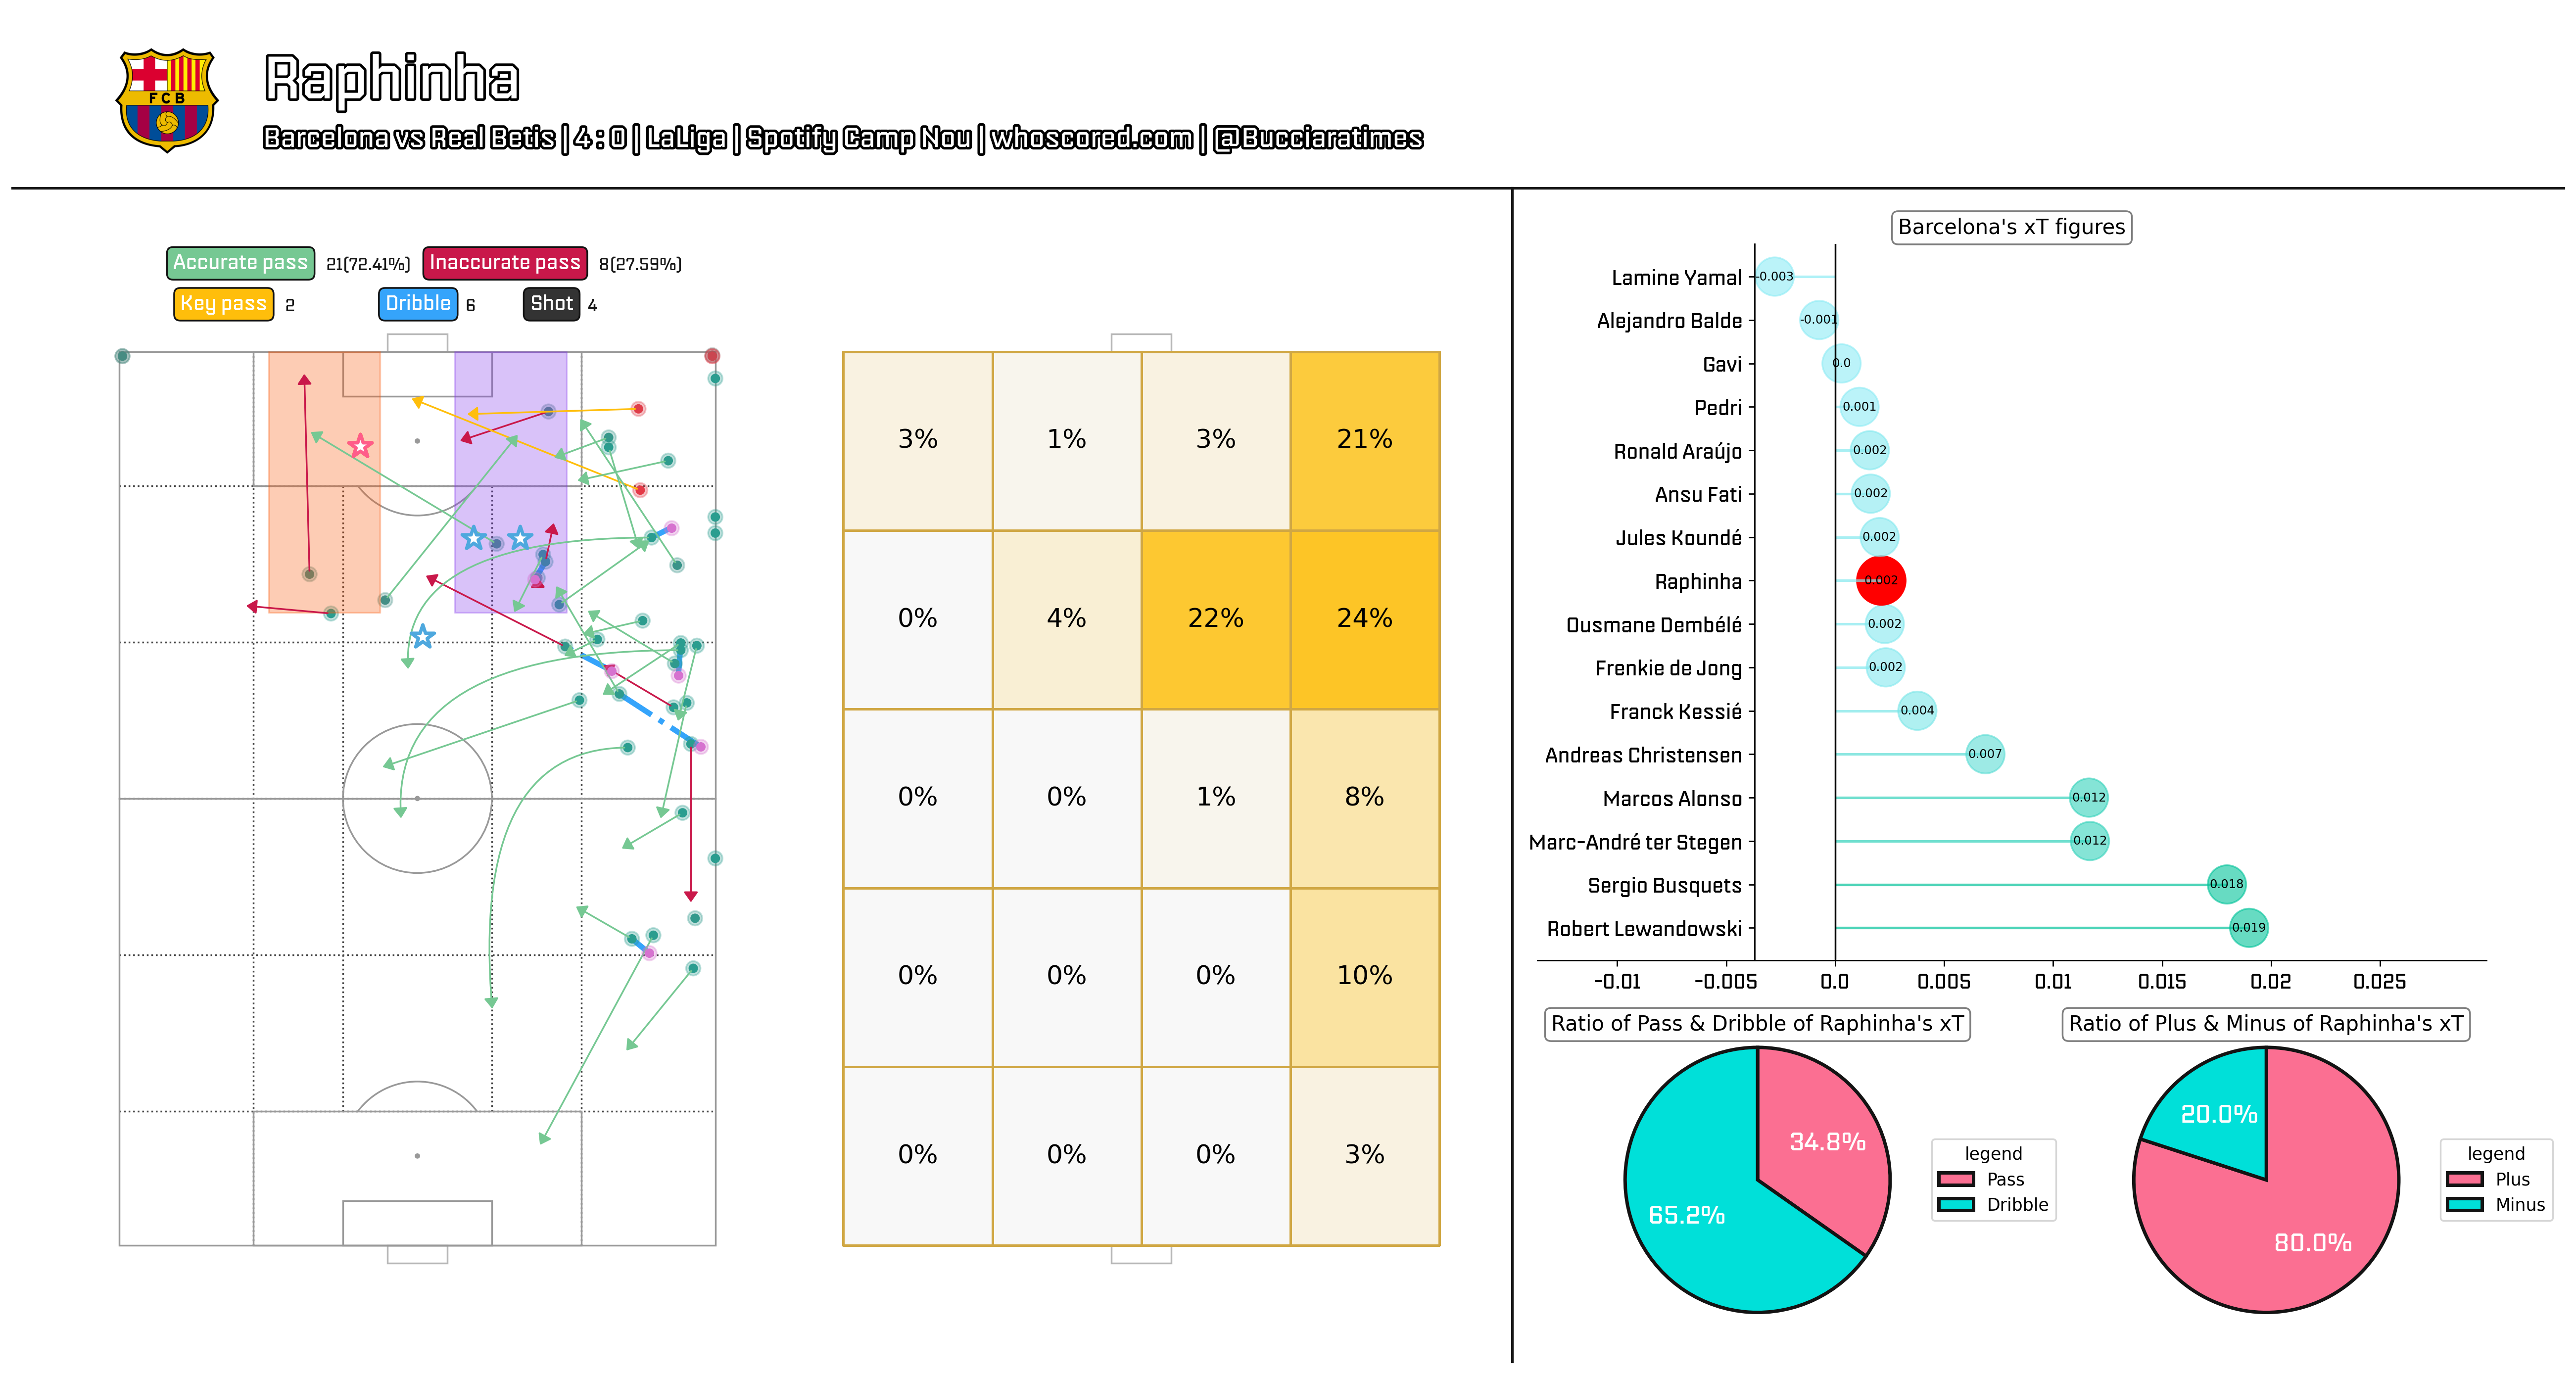 FCB
Raphinha
Barcelona vs Real Betis | 4 : 0 | LaLiga | Spotify Camp Nou | whoscored.com | @Bucciaratimes
Accurate pass 21(72.41%) Inaccurate pass 8(27.59%)
Key pass 2 Dribble 6 Shot 4
3% 1% 3% 21%
0% 4% 22% 24%
0% 0% 1% 8%
0% 0% 0% 10%
0% 0% 0% 3%
Barcelona's xT figures
Lamine Yamal -0.003
Alejandro Balde -0.001
Gavi 0.0
Pedri 0.001
Ronald Araújo 0.002
Ansu Fati 0.002
Jules Koundé 0.002
Raphinha 0.002
Ousmane Dembélé 0.002
Frenkie de Jong 0.002
Franck Kessié 0.004
Andreas Christensen 0.007
Marcos Alonso 0.012
Marc-André ter Stegen 0.012
Sergio Busquets 0.018
Robert Lewandowski 0.019
-0.01 -0.005 0.0 0.005 0.01 0.015 0.02 0.025
Ratio of Pass & Dribble of Raphinha's xT
34.8%
65.2%
legend
Pass
Dribble
Ratio of Plus & Minus of Raphinha's xT
20.0%
80.0%
legend
Plus
Minus